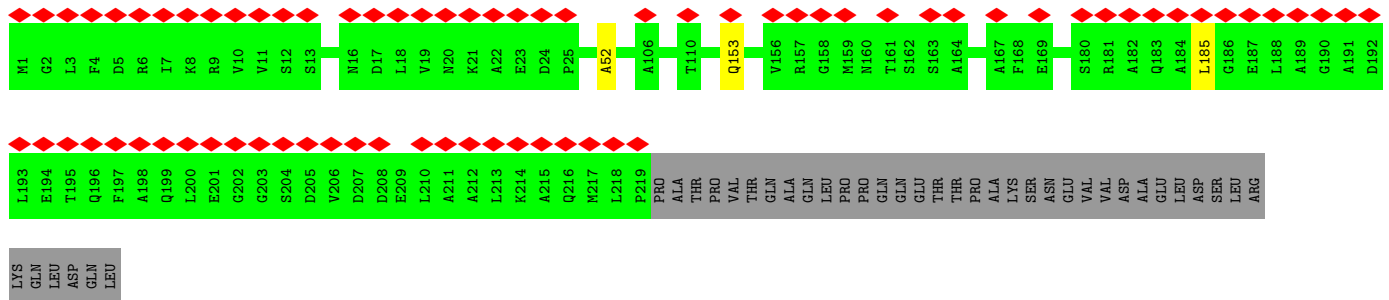 M1 G2 L3 F4 D5 R6 I7 K8 R9 V10 V11 S12 S13 N16 D17 L18 V19 N20 K21 A22 E23 D24 P25 A52 A106 T110 Q153 V156 R157 G158 M159 N160 T161 S162 S163 A164 A167 F168 E169 S180 R181 A182 Q183 A184 L185 G186 E187 L188 A189 G190 A191 D192
L193 E194 T195 Q196 F197 A198 Q199 L200 E201 G202 G203 S204 D205 V206 D207 D208 E209 L210 A211 A212 L213 K214 A215 Q216 M217 L218 P219 PRO ALA THR PRO VAL THR GLN ALA GLN LEU PRO PRO GLN GLN GLU THR THR PRO ALA LYS SER ASN GLU VAL VAL ASP ALA GLU LEU ASP SER LEU ARG
LYS GLN LEU ASP GLN LEU